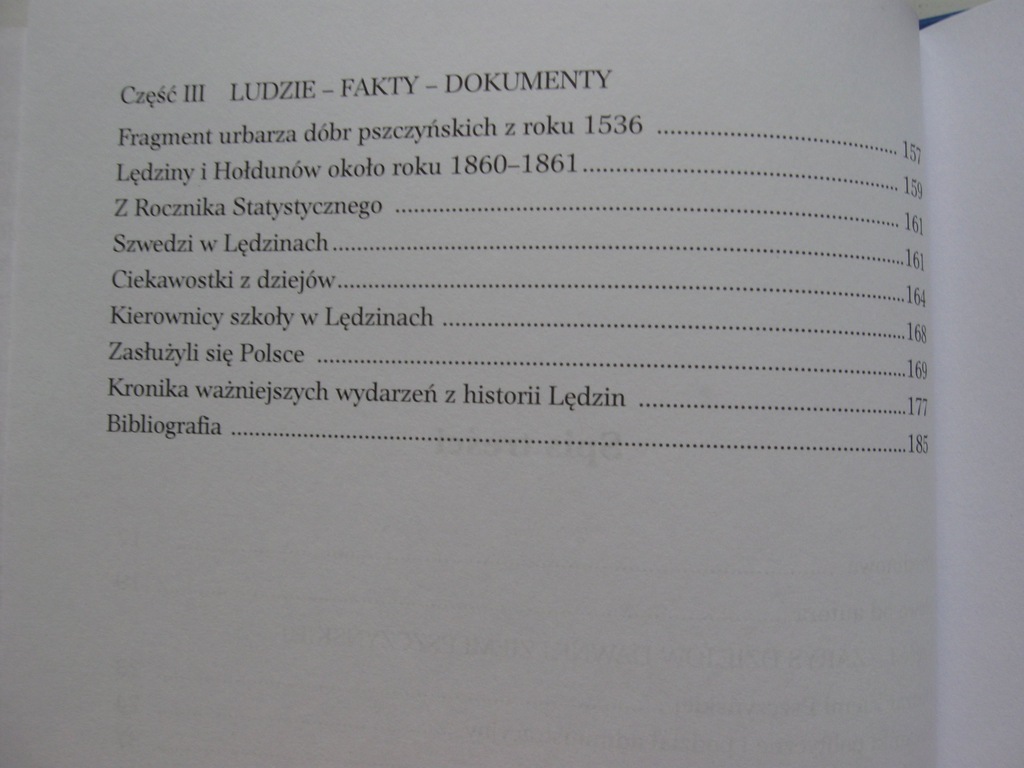 Część III LUDZIE – FAKTY – DOKUMENTY
Fragment urbarza dóbr pszczyńskich z roku 1536 ........ 157
Lędziny i Hołdunów około roku 1860–1861 ........ 159
Z Rocznika Statystycznego ........ 161
Szwedzi w Lędzinach ........ 161
Ciekawostki z dziejów ........ 164
Kierownicy szkoły w Lędzinach ........ 168
Zasłużyli się Polsce ........ 169
Kronika ważniejszych wydarzeń z historii Lędzin ........ 177
Bibliografia ........ 185
Spis treści